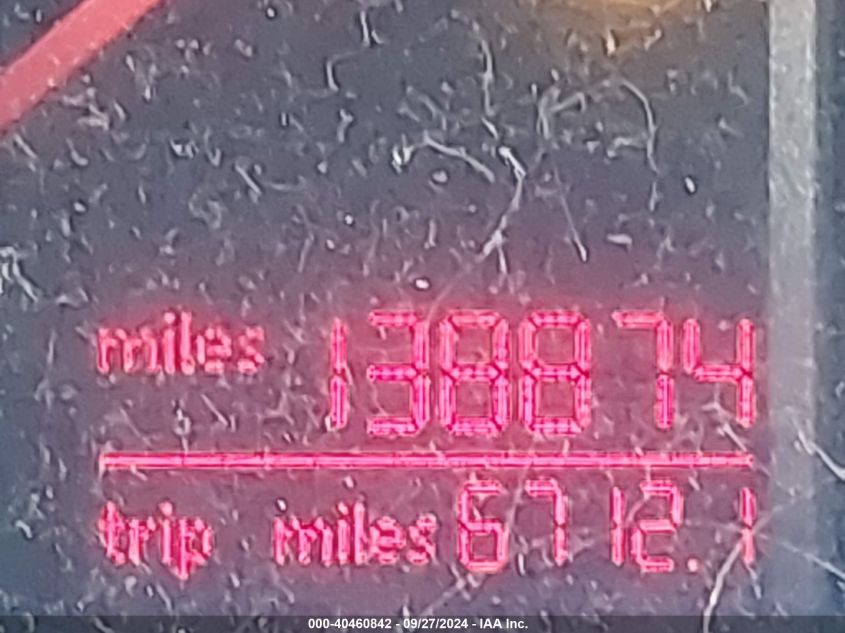 miles 138874
trip miles 6712.1
000-40460842 - 09/27/2024 - IAA Inc.